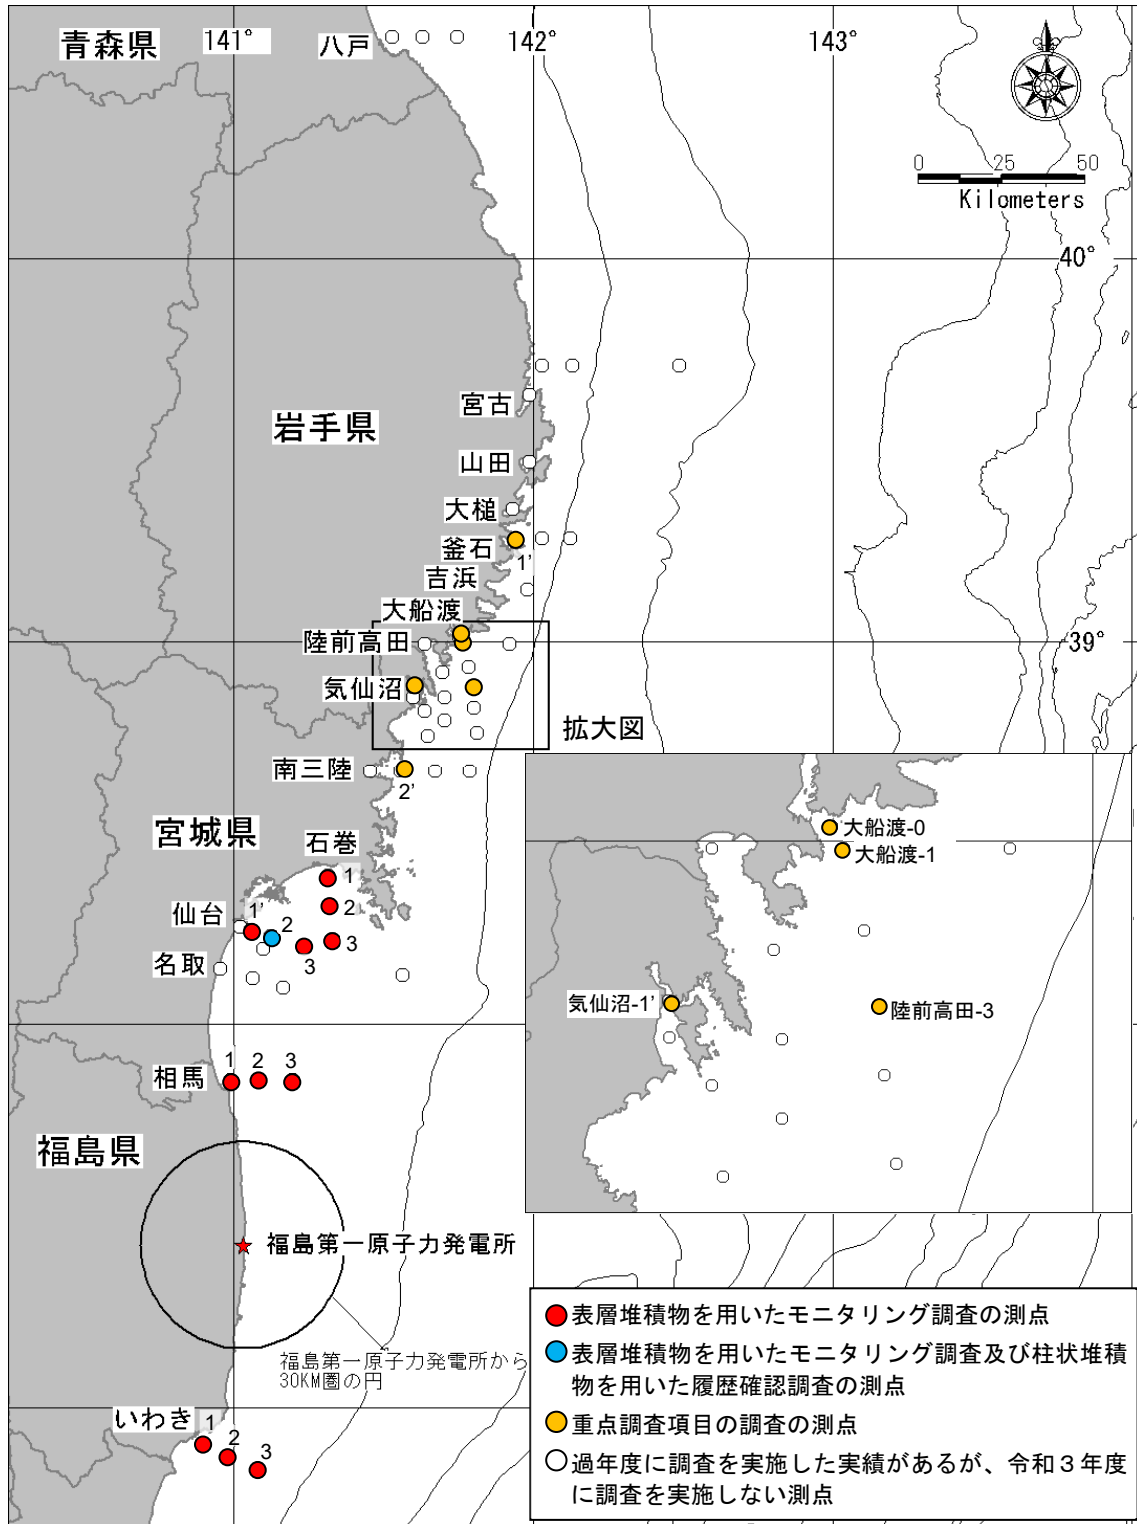 青森県
141°
八戸
142°
143°
0 25 50
Kilometers
40°
宮古
岩手県
山田
大槌
釜石
1’
吉浜
大船渡
陸前高田
39°
気仙沼
拡大図
南三陸
2’
宮城県
石巻
1
2
3
仙台
1’
2
3
名取
大船渡-0
大船渡-1
気仙沼-1’
陸前高田-3
相馬
1 2 3
福島県
福島第一原子力発電所
福島第一原子力発電所から
30KM圏の円
いわき
1
2
3
表層堆積物を用いたモニタリング調査の測点
表層堆積物を用いたモニタリング調査及び柱状堆積
物を用いた履歴確認調査の測点
重点調査項目の調査の測点
過年度に調査を実施した実績があるが、令和３年度
に調査を実施しない測点